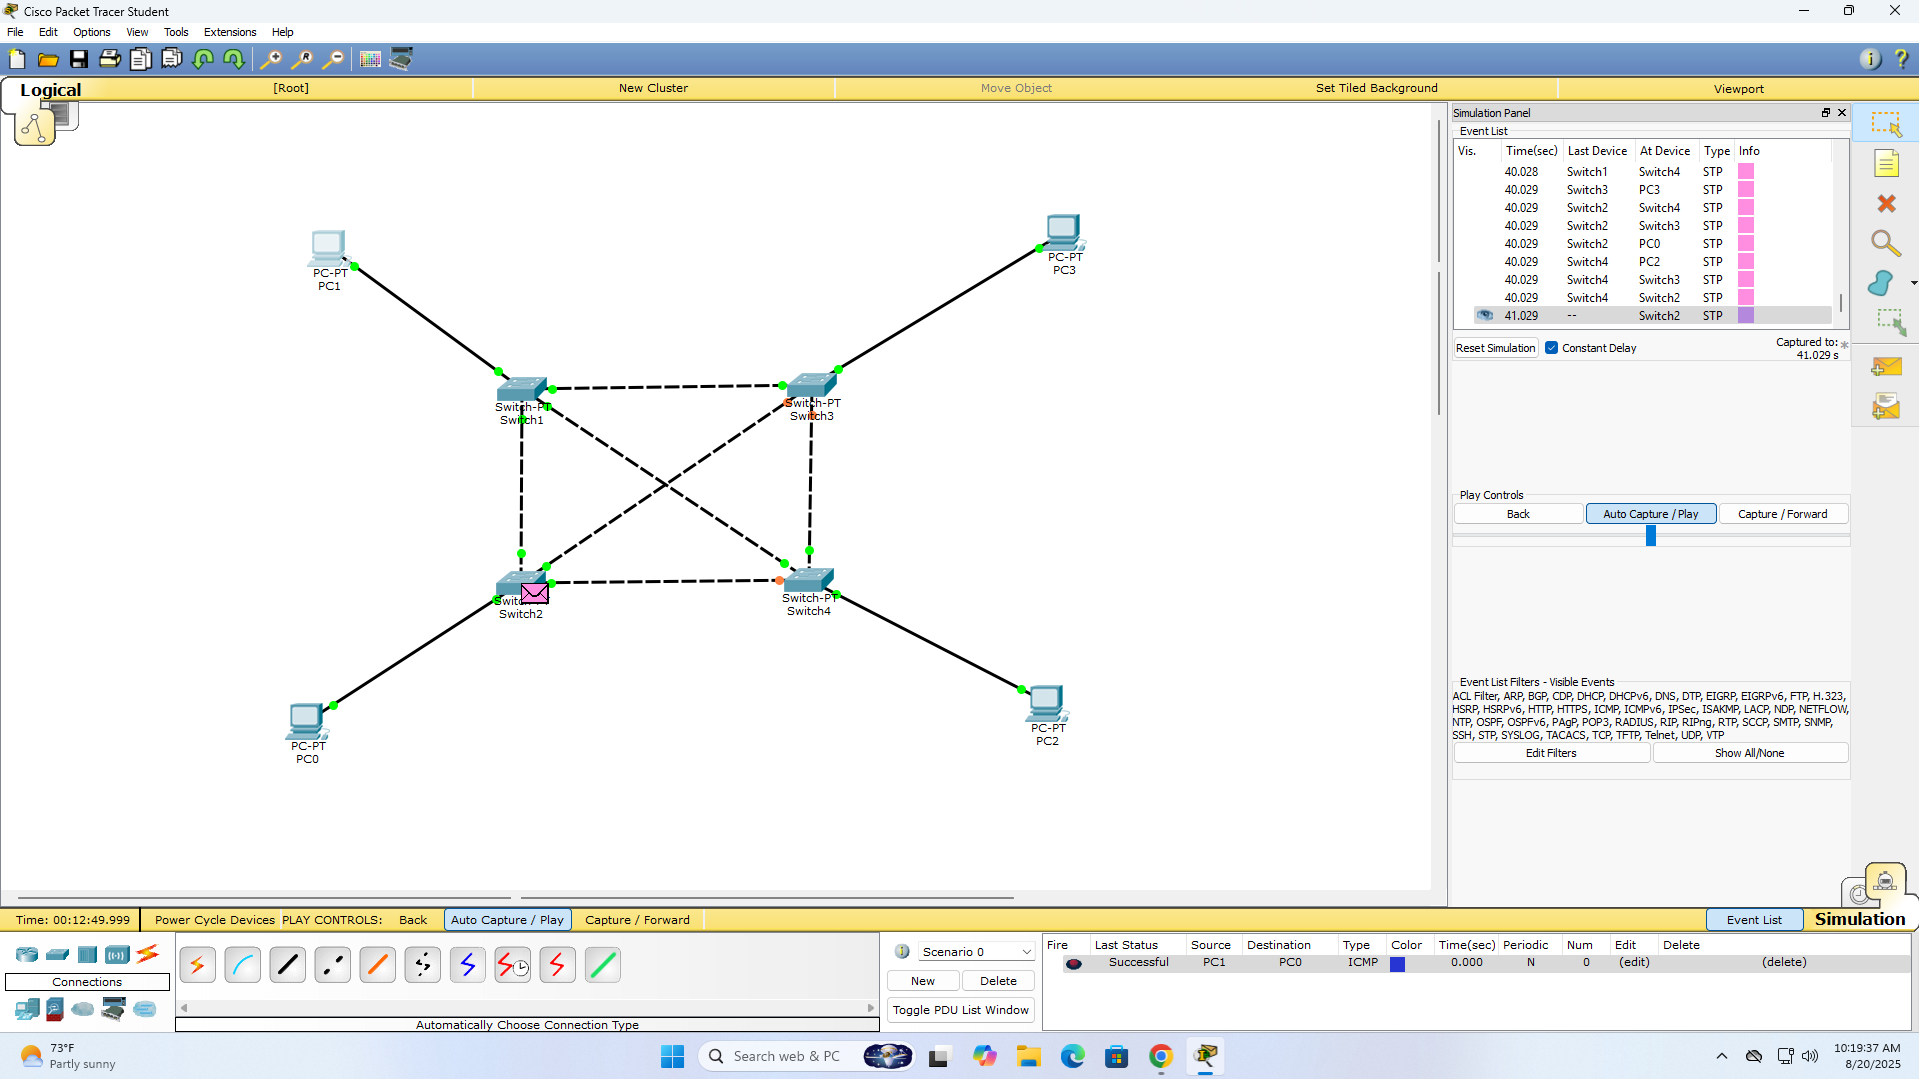 Cisco Packet Tracer Student
File Edit Options View Tools Extensions Help
Logical [Root] New Cluster Move Object Set Tiled Background Viewport
Simulation Panel
Event List
Vis. Time(sec) Last Device At Device Type Info
40.028 Switch1 Switch4 STP
40.029 Switch3 PC3 STP
40.029 Switch2 Switch4 STP
40.029 Switch2 Switch3 STP
40.029 Switch2 PC0 STP
40.029 Switch4 PC2 STP
40.029 Switch4 Switch3 STP
40.029 Switch4 Switch2 STP
41.029 -- Switch2 STP
Reset Simulation Constant Delay Captured to: *
41.029 s
Play Controls
Back Auto Capture / Play Capture / Forward
Event List Filters - Visible Events
ACL Filter, ARP, BGP, CDP, DHCP, DHCPv6, DNS, DTP, EIGRP, EIGRPv6, FTP, H.323,
HSRP, HSRPv6, HTTP, HTTPS, ICMP, ICMPv6, IPSec, ISAKMP, LACP, NDP, NETFLOW,
NTP, OSPF, OSPFv6, PAgP, POP3, RADIUS, RIP, RIPng, RTP, SCCP, SMTP, SNMP,
SSH, STP, SYSLOG, TACACS, TCP, TFTP, Telnet, UDP, VTP
Edit Filters Show All/None
PC-PT
PC1
PC-PT
PC3
Switch-PT
Switch1
Switch-PT
Switch3
Switch2
Switch-PT
Switch4
PC-PT
PC0
PC-PT
PC2
Time: 00:12:49.999 Power Cycle Devices PLAY CONTROLS: Back Auto Capture / Play Capture / Forward Event List Simulation
Connections
Automatically Choose Connection Type
Scenario 0
New Delete
Toggle PDU List Window
Fire Last Status Source Destination Type Color Time(sec) Periodic Num Edit Delete
Successful PC1 PC0 ICMP 0.000 N 0 (edit) (delete)
73°F
Partly sunny
Search web & PC
10:19:37 AM
8/20/2025